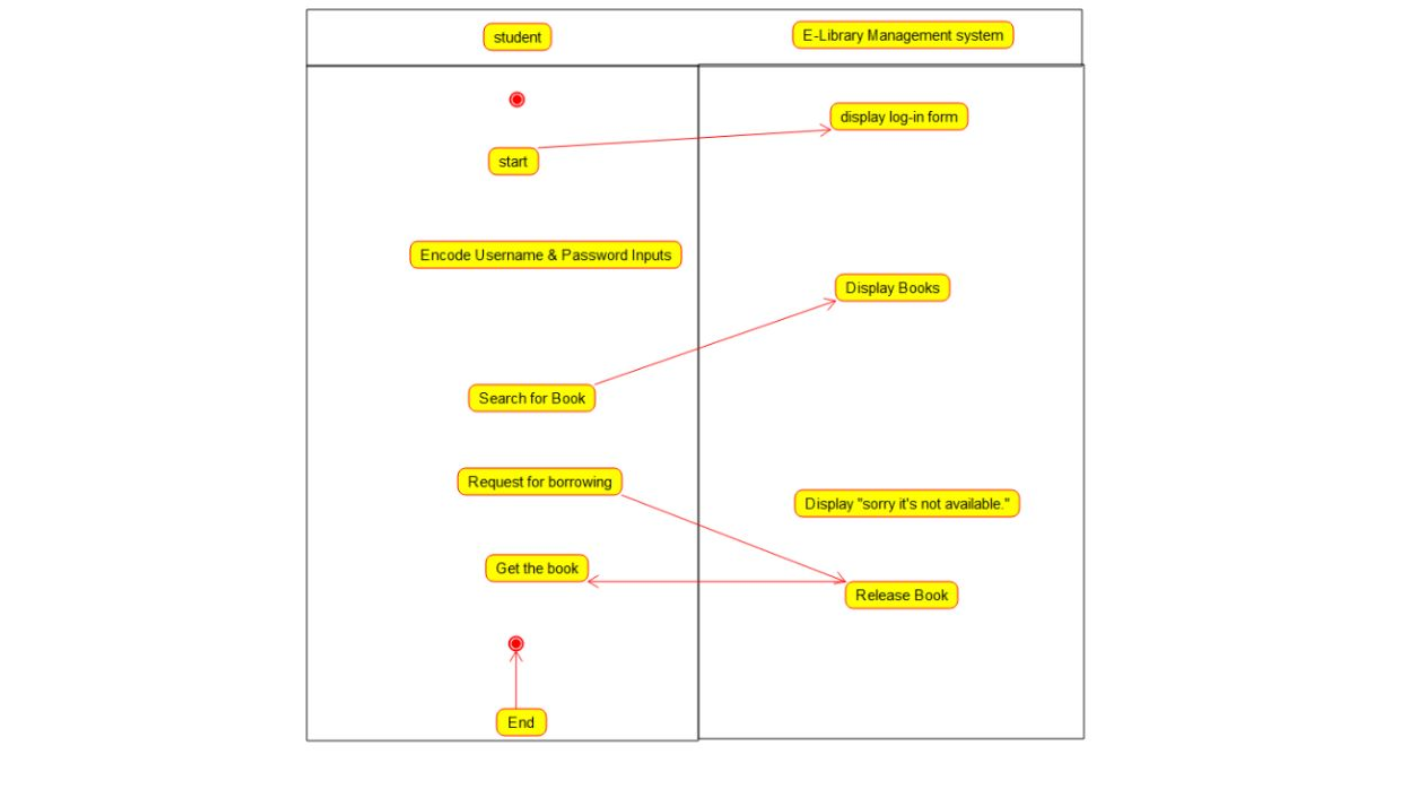 student
E-Library Management system
display log-in form
start
Encode Username & Password Inputs
Display Books
Search for Book
Request for borrowing
Display "sorry it's not available."
Get the book
Release Book
End